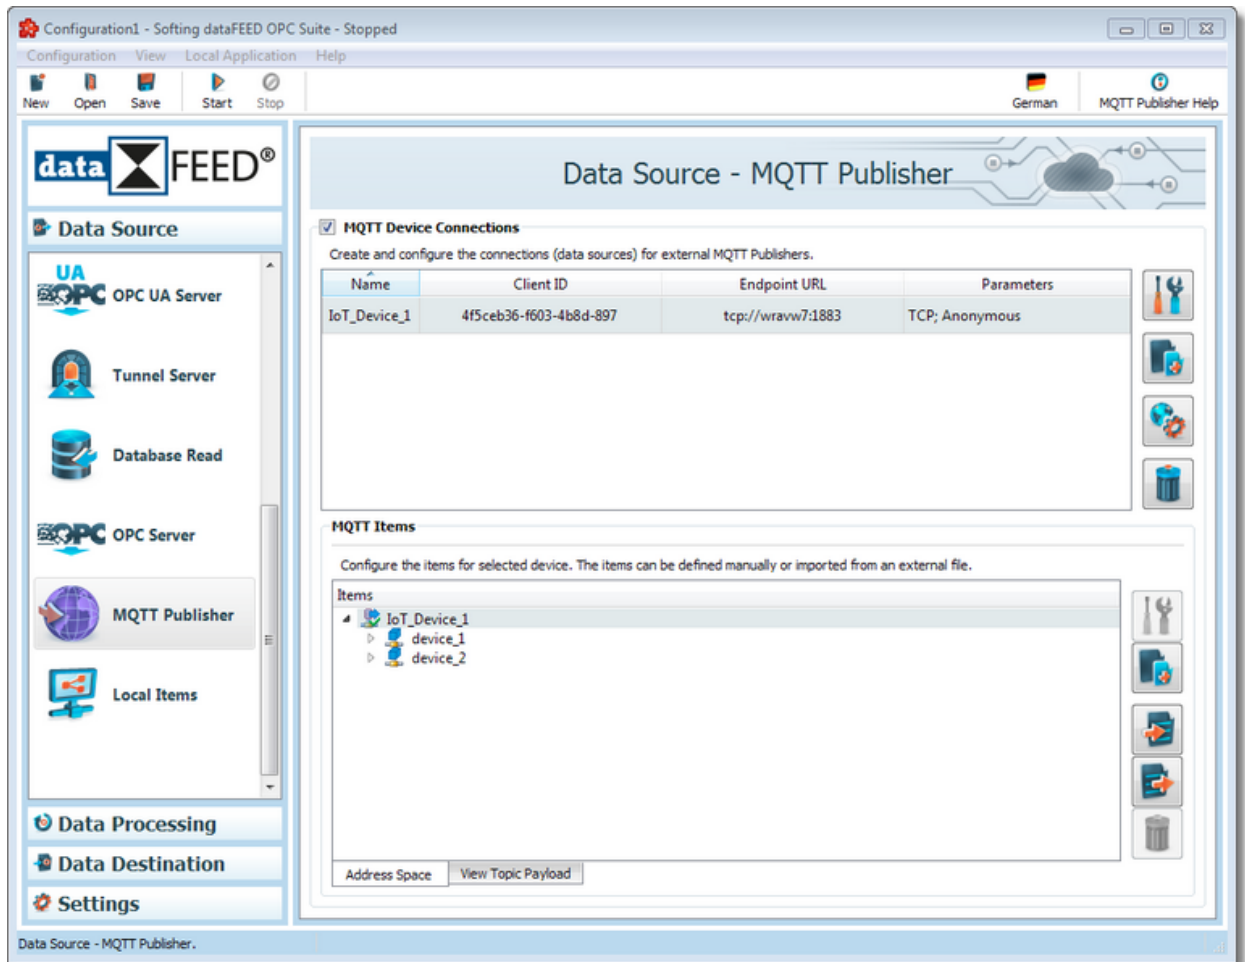 Configuration1 - Softing dataFEED OPC Suite - Stopped
Configuration View Local Application Help
New Open Save Start Stop German MQTT Publisher Help
data FEED®
Data Source - MQTT Publisher
Data Source
MQTT Device Connections
Create and configure the connections (data sources) for external MQTT Publishers.
Name Client ID Endpoint URL Parameters
IoT_Device_1 4f5ceb36-f603-4b8d-897 tcp://wravw7:1883 TCP; Anonymous
UA
OPC OPC UA Server
Tunnel Server
Database Read
OPC OPC Server
MQTT Publisher
Local Items
MQTT Items
Configure the items for selected device. The items can be defined manually or imported from an external file.
Items
IoT_Device_1
device_1
device_2
Address Space View Topic Payload
Data Processing
Data Destination
Settings
Data Source - MQTT Publisher.